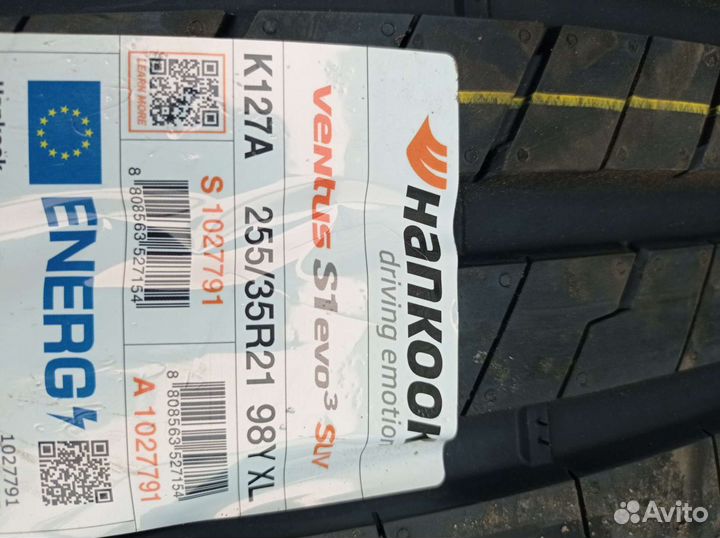 Hankook
driving emotion
Ventus S1 evo³ SUV
K127A 255/35R21 98Y XL
LEARN MORE
S 1027791
8 808563 527154
A 1027791
8 808563 527154
ENERG
1027791
Avito